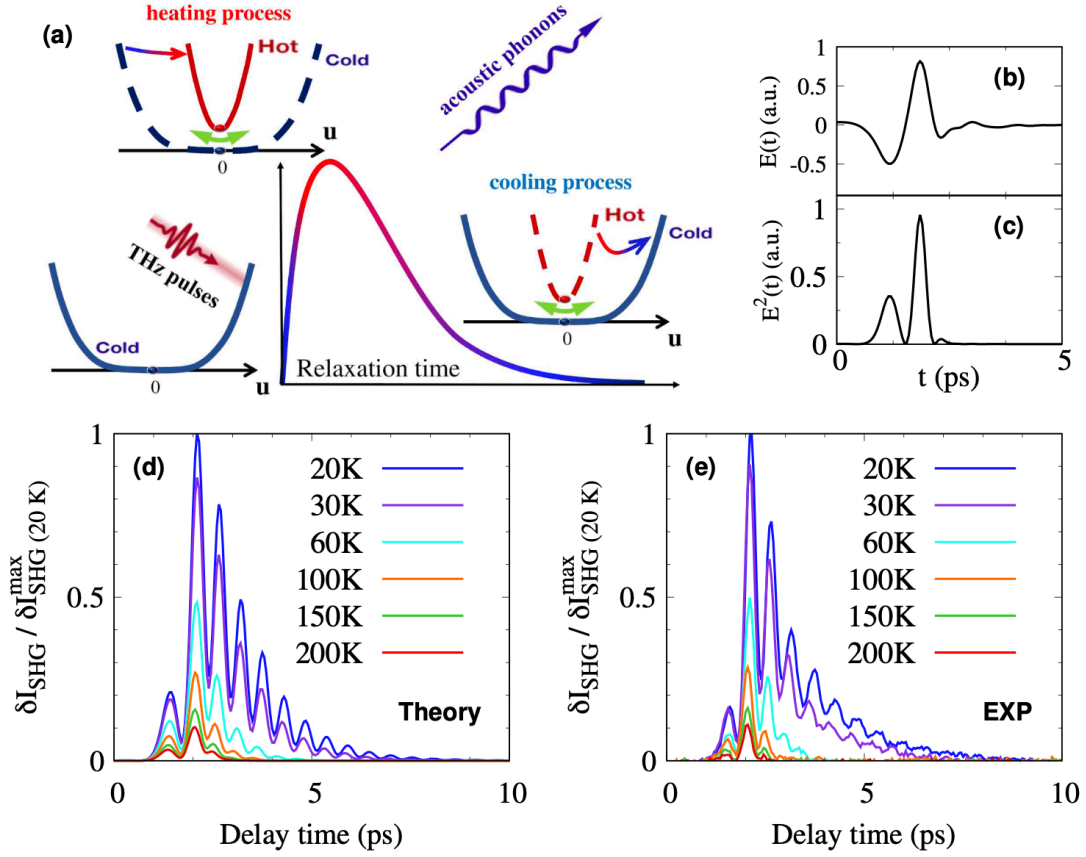 (a)
heating process
Hot
Cold
u
0
acoustic phonons
cooling process
Hot
Cold
u
0
THz pulses
Cold
u
0
Relaxation time
(b)
E(t) (a.u.)
1
0.5
0
-0.5
(c)
E²(t) (a.u.)
1
0.5
0
0 5
t (ps)
(d)
δI_SHG / δI^max_SHG (20 K)
1
0.5
0
20K
30K
60K
100K
150K
200K
Theory
0 5 10
Delay time (ps)
(e)
δI_SHG / δI^max_SHG (20 K)
1
0.5
0
20K
30K
60K
100K
150K
200K
EXP
0 5 10
Delay time (ps)